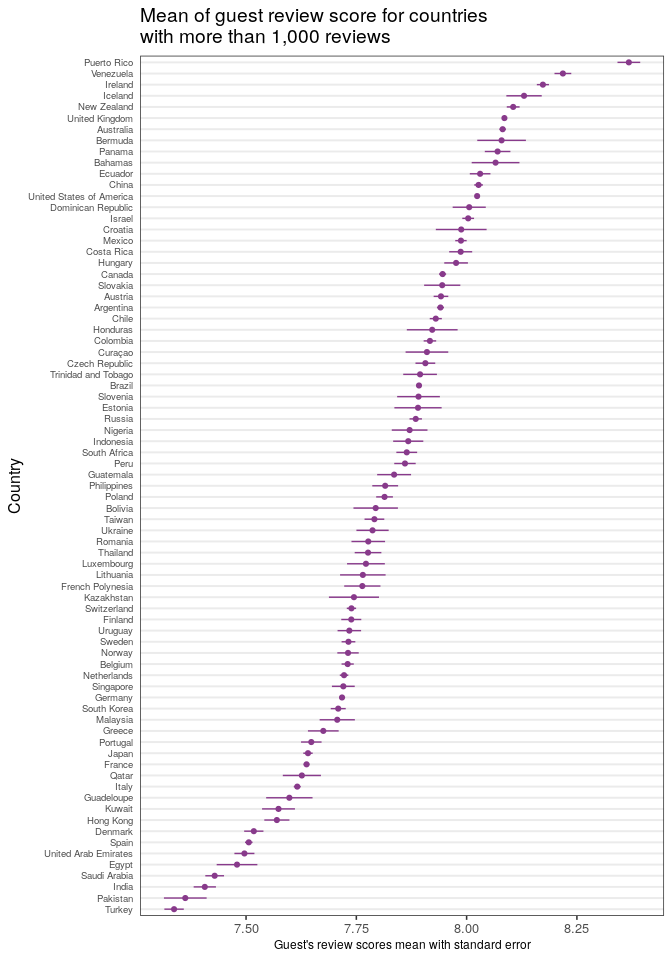 Mean of guest review score for countries
with more than 1,000 reviews
Country
Puerto Rico
Venezuela
Ireland
Iceland
New Zealand
United Kingdom
Australia
Bermuda
Panama
Bahamas
Ecuador
China
United States of America
Dominican Republic
Israel
Croatia
Mexico
Costa Rica
Hungary
Canada
Slovakia
Austria
Argentina
Chile
Honduras
Colombia
Curaçao
Czech Republic
Trinidad and Tobago
Brazil
Slovenia
Estonia
Russia
Nigeria
Indonesia
South Africa
Peru
Guatemala
Philippines
Poland
Bolivia
Taiwan
Ukraine
Romania
Thailand
Luxembourg
Lithuania
French Polynesia
Kazakhstan
Switzerland
Finland
Uruguay
Sweden
Norway
Belgium
Netherlands
Singapore
Germany
South Korea
Malaysia
Greece
Portugal
Japan
France
Qatar
Italy
Guadeloupe
Kuwait
Hong Kong
Denmark
Spain
United Arab Emirates
Egypt
Saudi Arabia
India
Pakistan
Turkey
7.50 7.75 8.00 8.25
Guest's review scores mean with standard error